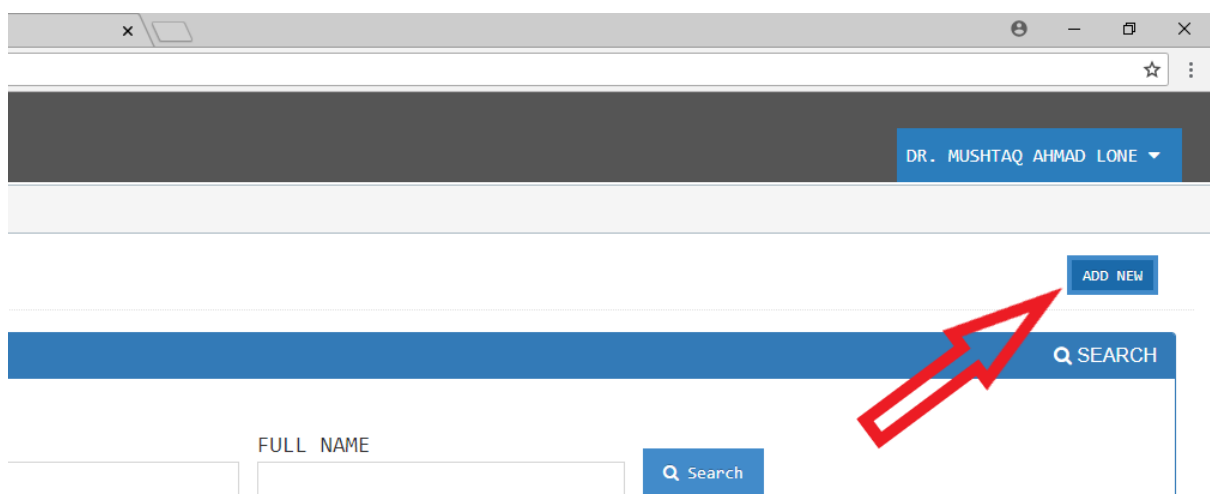 DR. MUSHTAQ AHMAD LONE
ADD NEW
SEARCH
FULL NAME
Search